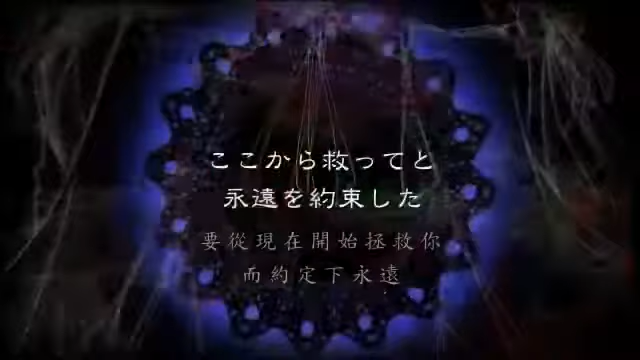 ここから救ってと
永遠を約束した
要從現在開始拯救你
而約定下永遠